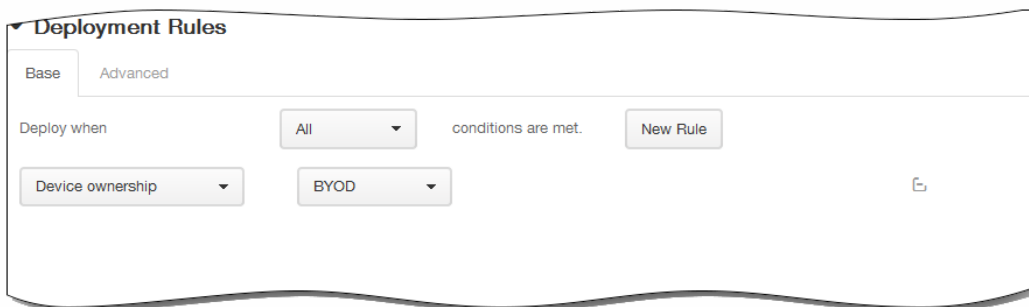 Deployment Rules
Base Advanced
Deploy when All conditions are met. New Rule
Device ownership BYOD